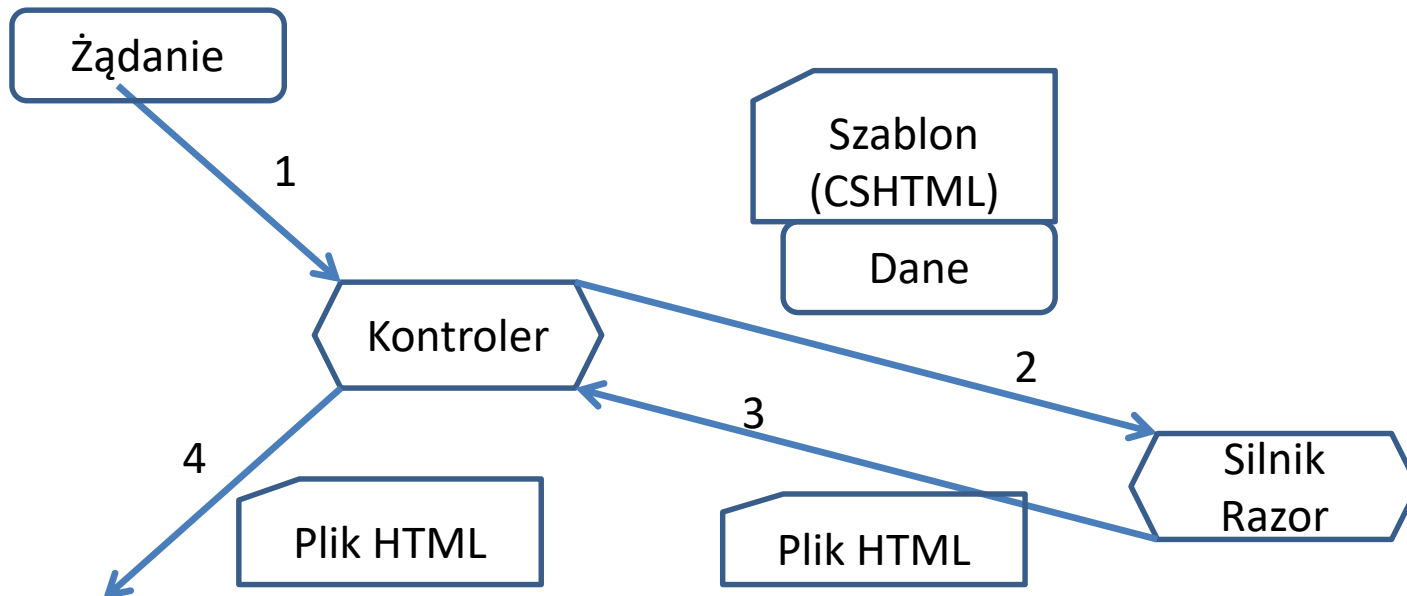 Żądanie
1
Szablon
(CSHTML)
Dane
Kontroler
2
3
4
Silnik
Razor
Plik HTML
Plik HTML